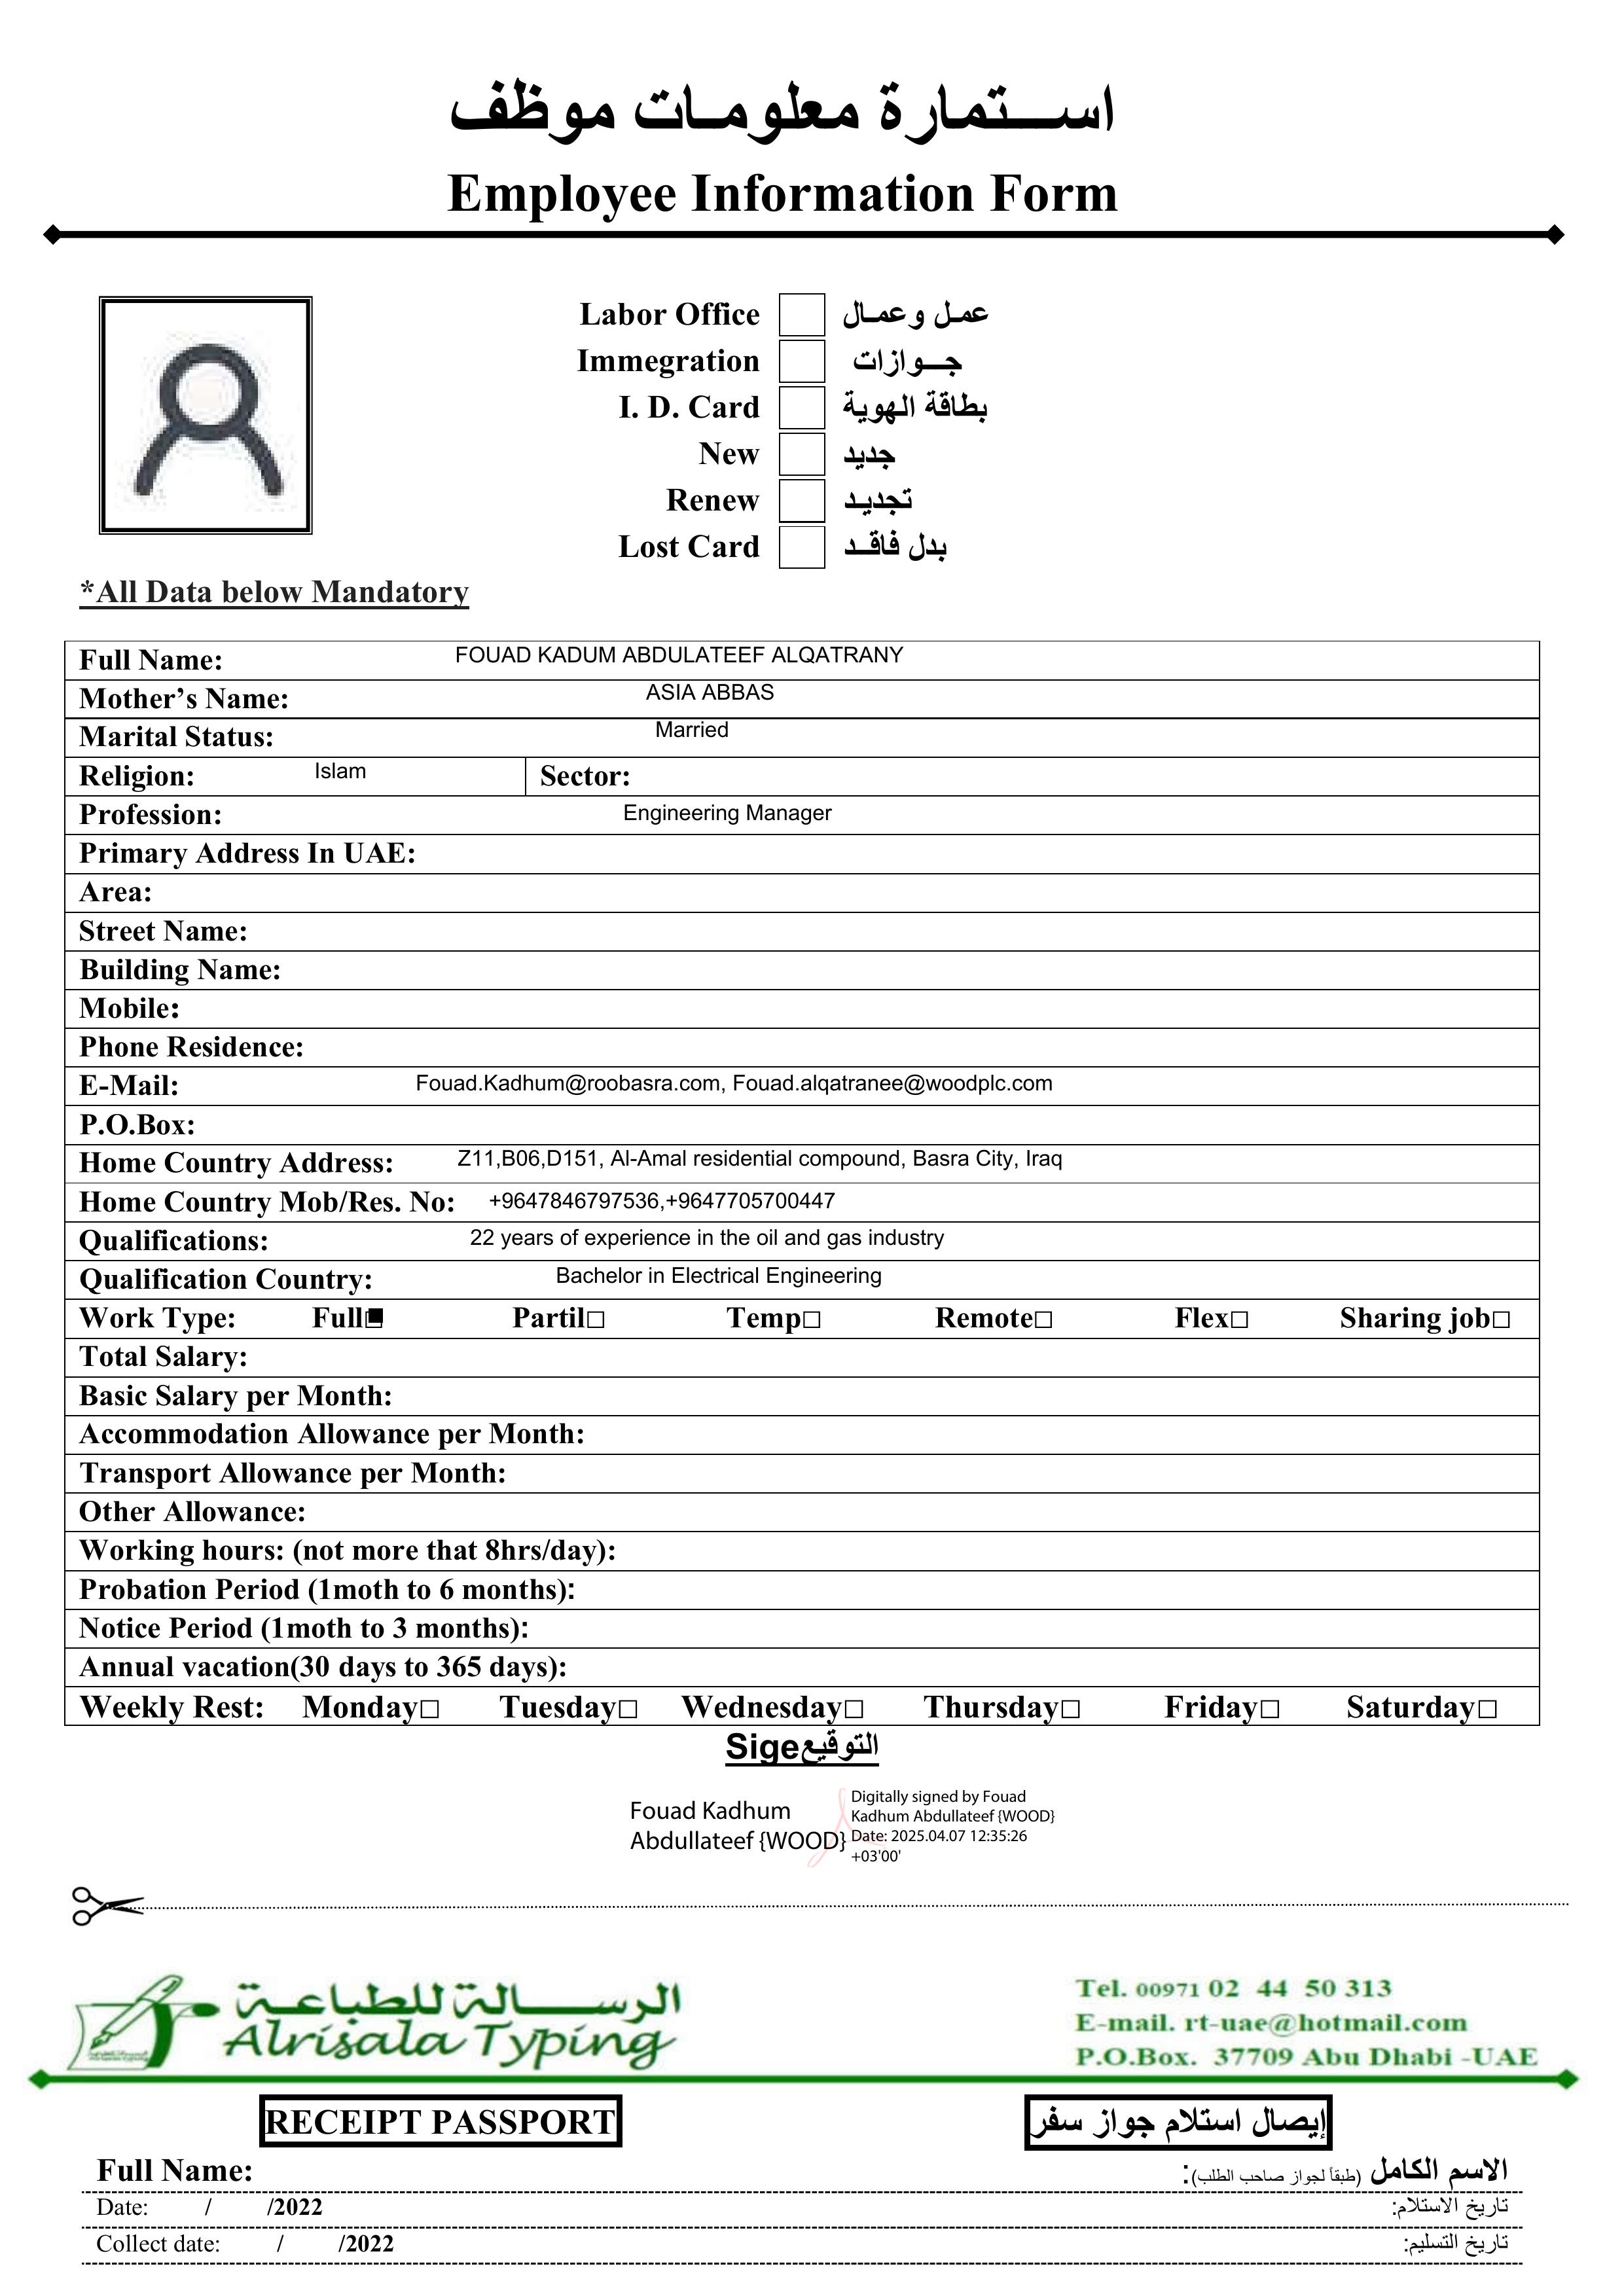 استمارة معلومات موظف
Employee Information Form
Labor Office عمل وعمال
Immegration جوازات
I. D. Card بطاقة الهوية
New جديد
Renew تجديد
Lost Card بدل فاقد
*All Data below Mandatory
Full Name: FOUAD KADUM ABDULATEEF ALQATRANY
Mother’s Name: ASIA ABBAS
Marital Status: Married
Religion: Islam Sector:
Profession: Engineering Manager
Primary Address In UAE:
Area:
Street Name:
Building Name:
Mobile:
Phone Residence:
E-Mail: Fouad.Kadhum@roobasra.com, Fouad.alqatranee@woodplc.com
P.O.Box:
Home Country Address: Z11,B06,D151, Al-Amal residential compound, Basra City, Iraq
Home Country Mob/Res. No: +9647846797536,+9647705700447
Qualifications: 22 years of experience in the oil and gas industry
Qualification Country: Bachelor in Electrical Engineering
Work Type: Full■ Partil□ Temp□ Remote□ Flex□ Sharing job□
Total Salary:
Basic Salary per Month:
Accommodation Allowance per Month:
Transport Allowance per Month:
Other Allowance:
Working hours: (not more that 8hrs/day):
Probation Period (1moth to 6 months):
Notice Period (1moth to 3 months):
Annual vacation(30 days to 365 days):
Weekly Rest: Monday□ Tuesday□ Wednesday□ Thursday□ Friday□ Saturday□
Sigeالتوقيع
Fouad Kadhum
Abdullateef {WOOD}
Digitally signed by Fouad
Kadhum Abdullateef {WOOD}
Date: 2025.04.07 12:35:26
+03'00'
الرسالة للطباعة
Alrisala Typing
Tel. 00971 02 44 50 313
E-mail. rt-uae@hotmail.com
P.O.Box. 37709 Abu Dhabi -UAE
RECEIPT PASSPORT إيصال استلام جواز سفر
Full Name: الاسم الكامل (طبقاً لجواز صاحب الطلب):
Date: / /2022 تاريخ الاستلام:
Collect date: / /2022 تاريخ التسليم: